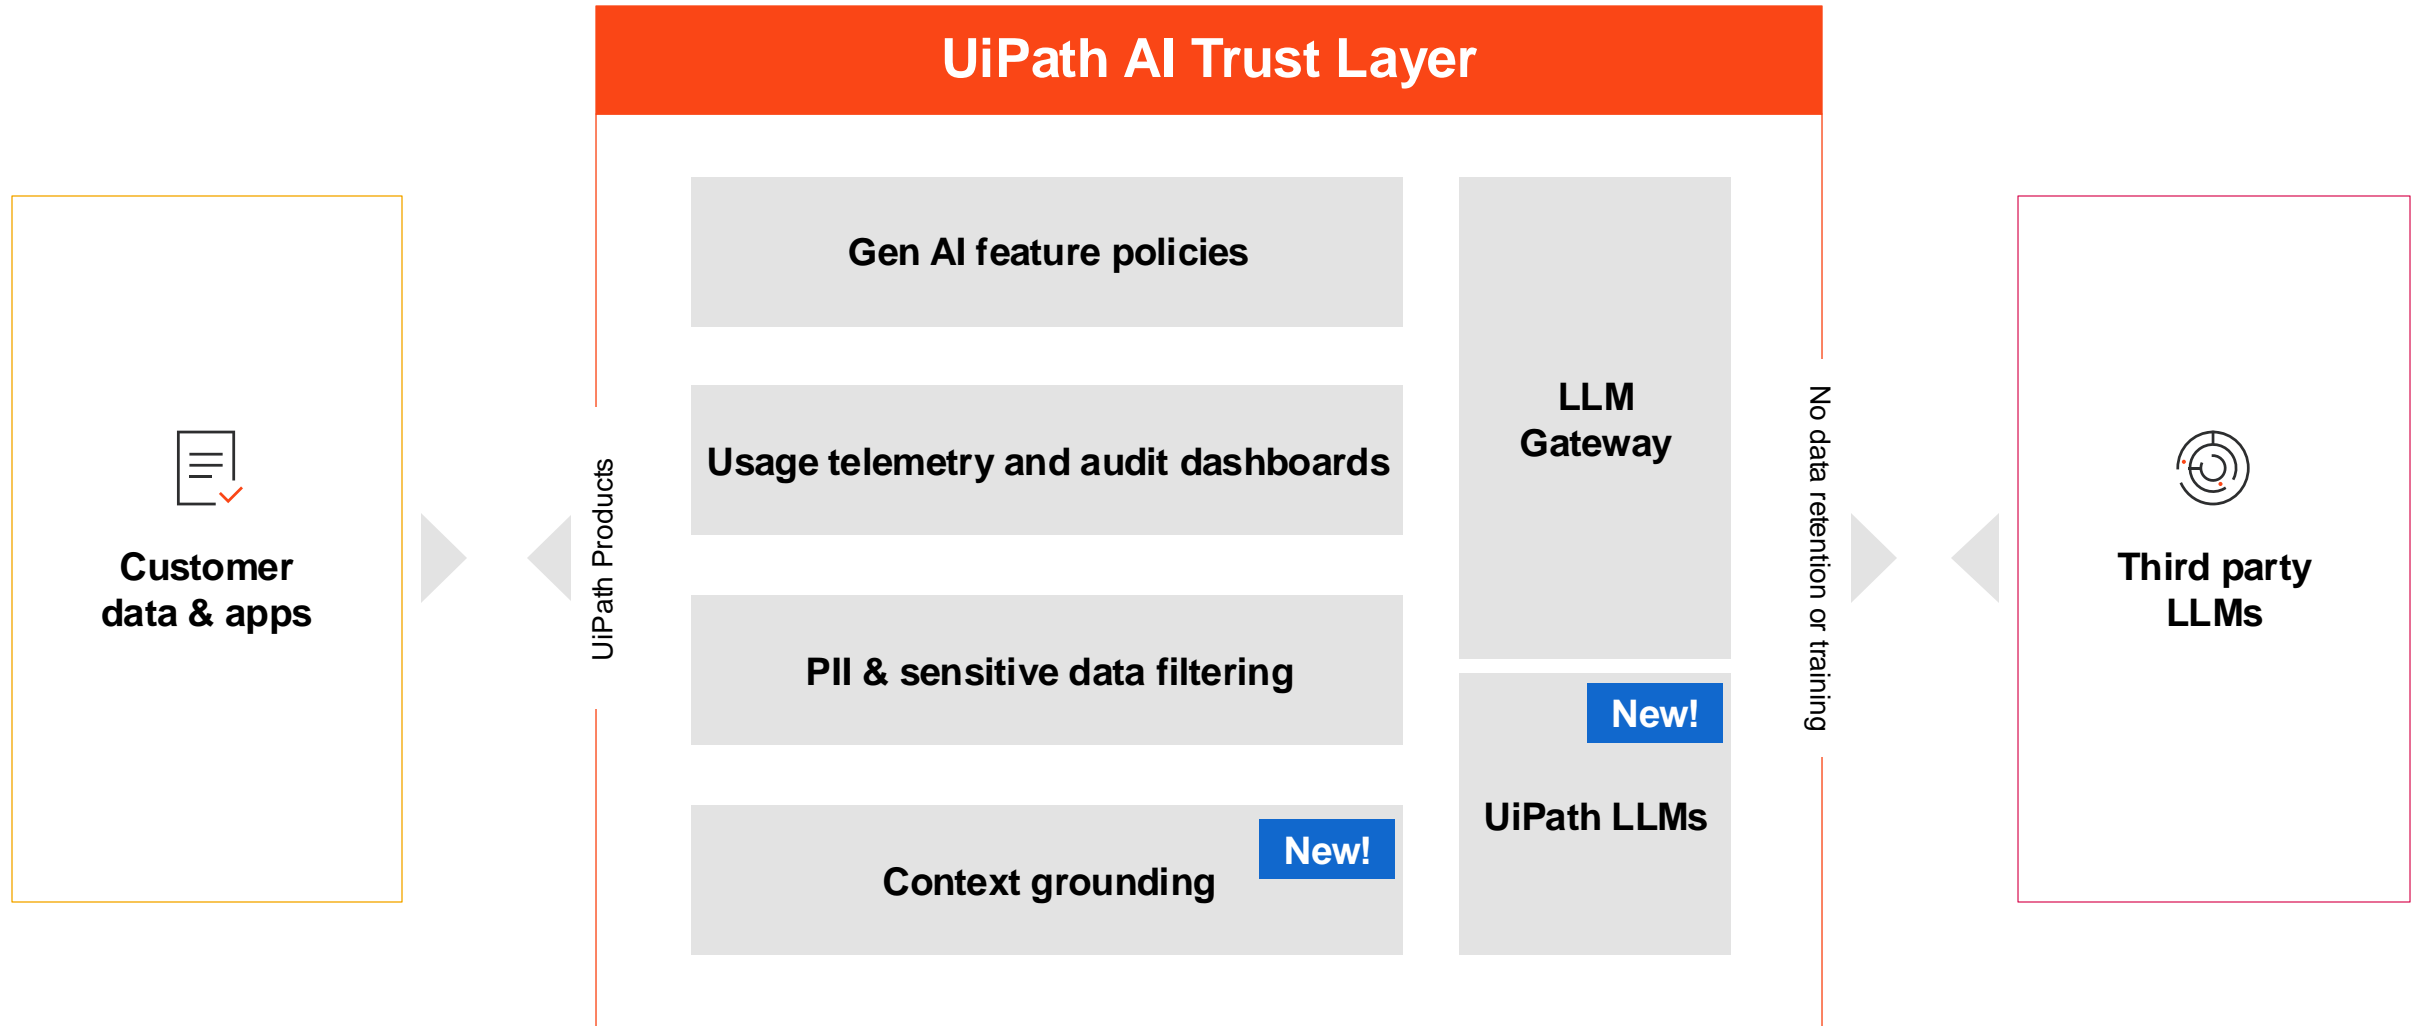 UiPath AI Trust Layer
Customer
data & apps
UiPath Products
Gen AI feature policies
Usage telemetry and audit dashboards
PII & sensitive data filtering
New!
Context grounding
LLM
Gateway
New!
UiPath LLMs
No data retention or training
Third party
LLMs